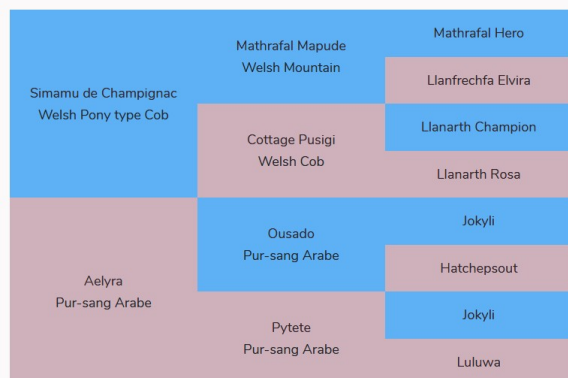 Simamu de Champignac
Welsh Pony type Cob
Mathrafal Mapude
Welsh Mountain
Mathrafal Hero
Llanfrechfa Elvira
Cottage Pusigi
Welsh Cob
Llanarth Champion
Llanarth Rosa
Aelyra
Pur-sang Arabe
Ousado
Pur-sang Arabe
Jokyli
Hatchepsout
Pytete
Pur-sang Arabe
Jokyli
Luluwa